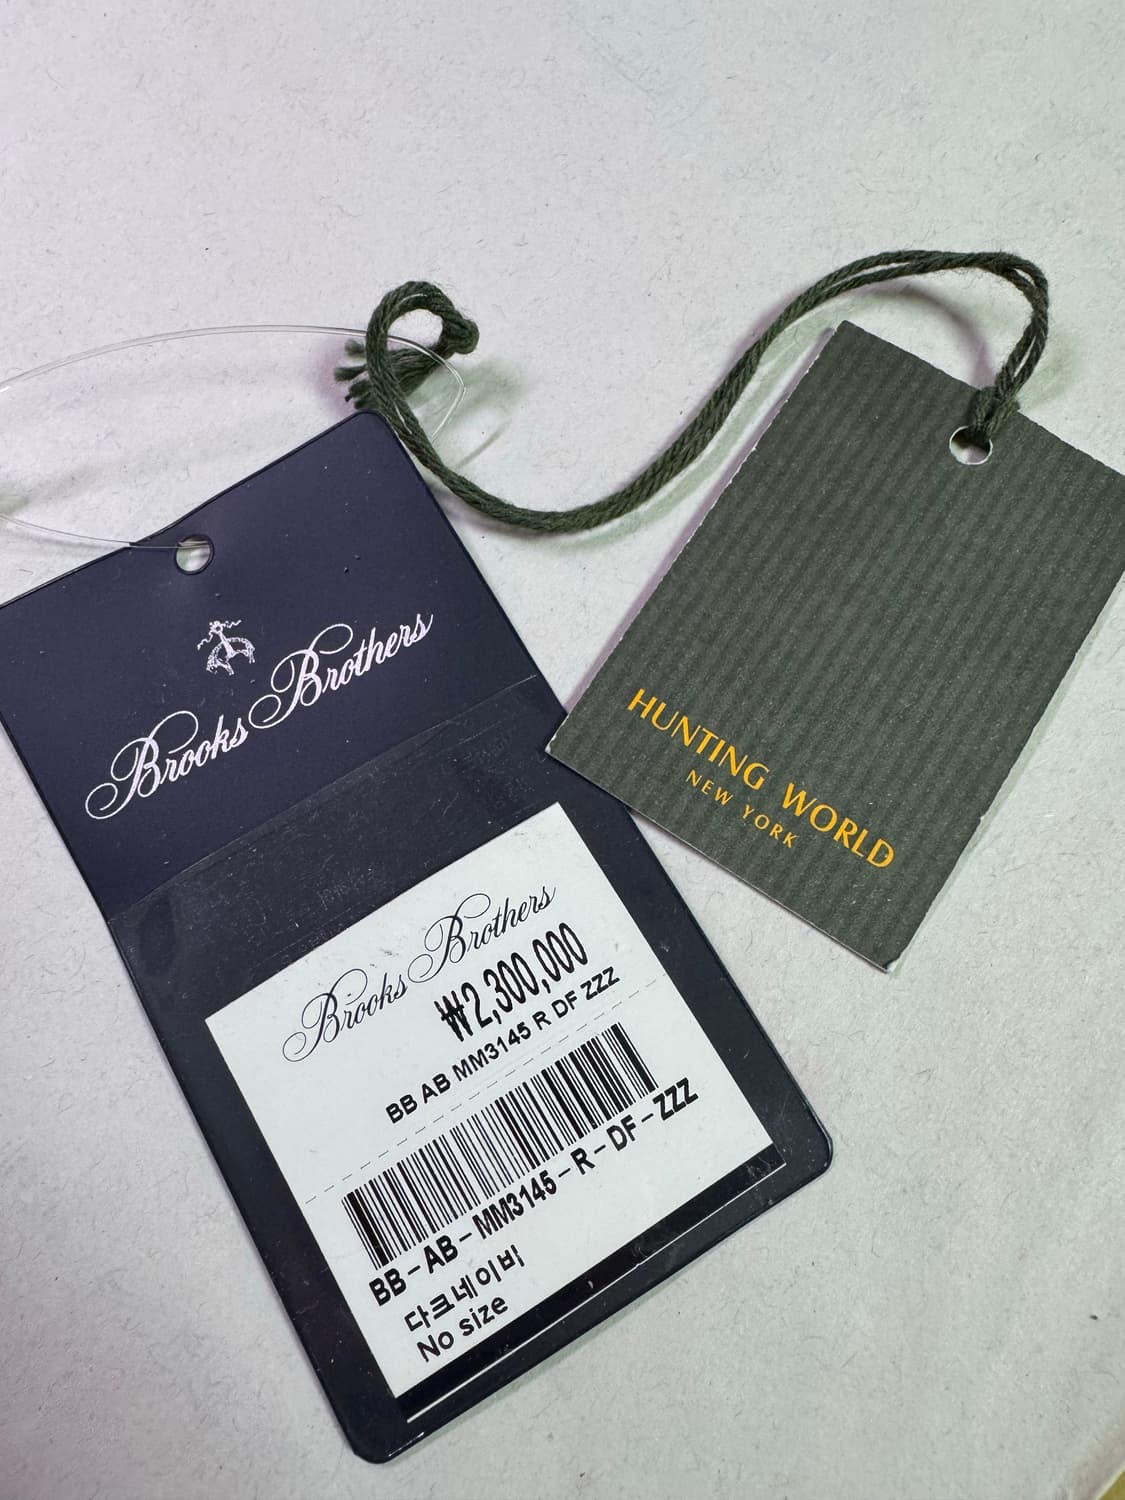 Brooks Brothers
Brooks Brothers
₩2,300,000
BB AB MM3145 R DF ZZZ
BB-AB-MM3145-R-DF-ZZZ
다크네이비
No size
HUNTING WORLD
NEW YORK